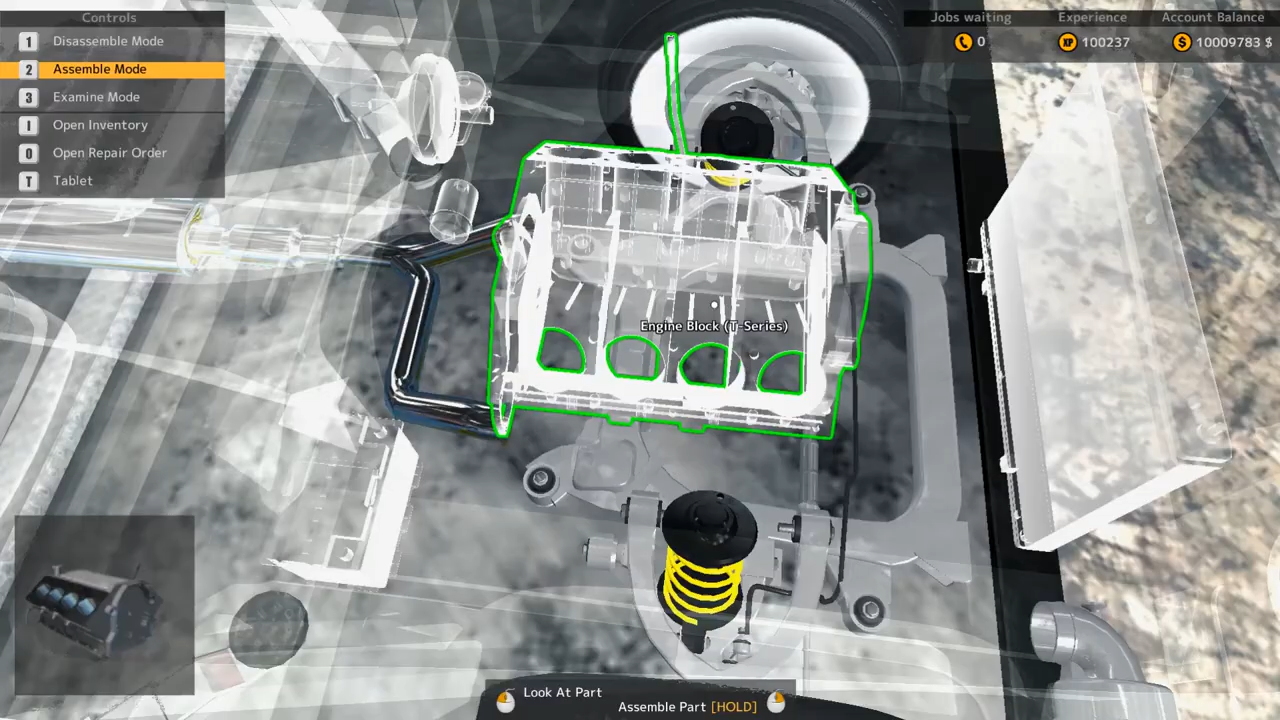 Controls
1 Disassemble Mode
2 Assemble Mode
3 Examine Mode
I Open Inventory
O Open Repair Order
T Tablet
Jobs waiting Experience Account Balance
0 XP 100237 $ 10009783 $
Engine Block (T-Series)
Look At Part
Assemble Part [HOLD]